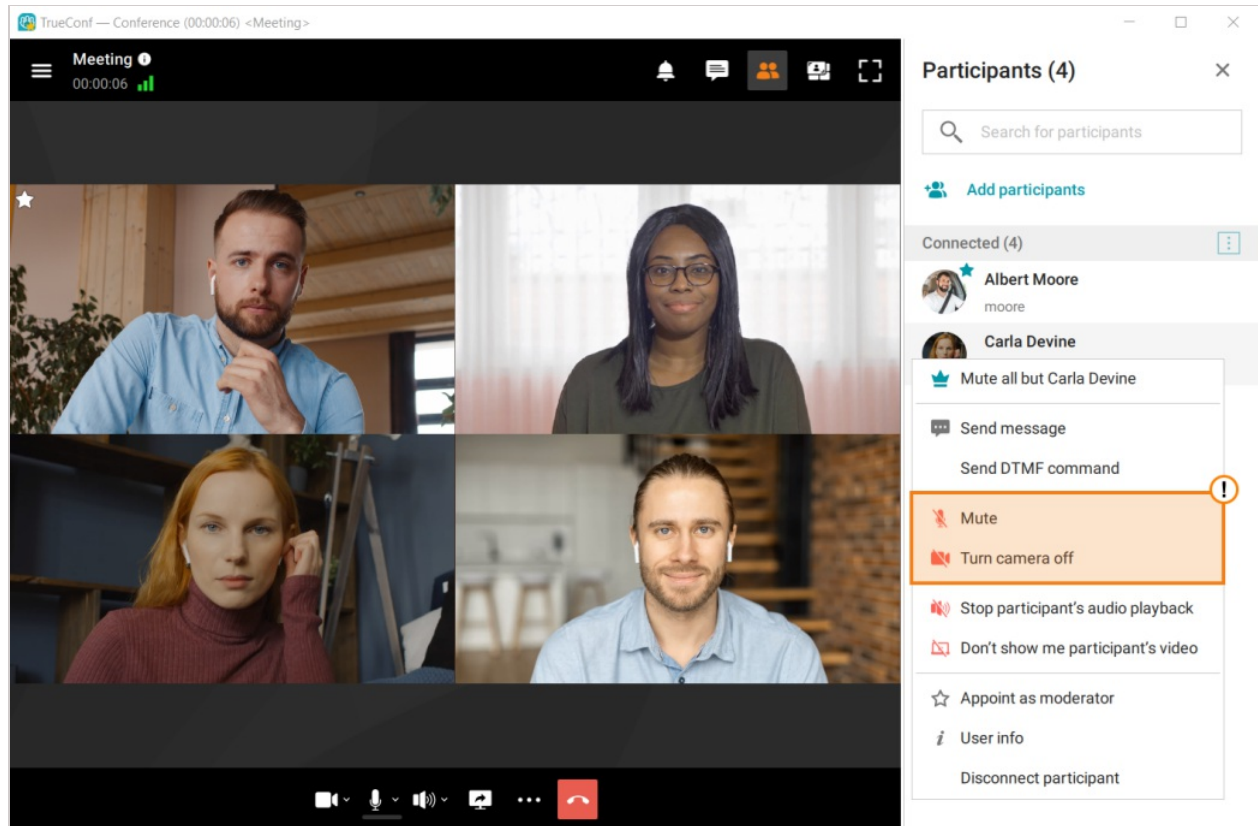 TrueConf — Conference (00:00:06) <Meeting>
Meeting
00:00:06
Participants (4)
Search for participants
Add participants
Connected (4)
Albert Moore
moore
Carla Devine
Mute all but Carla Devine
Send message
Send DTMF command
!
Mute
Turn camera off
Stop participant's audio playback
Don't show me participant's video
Appoint as moderator
User info
Disconnect participant